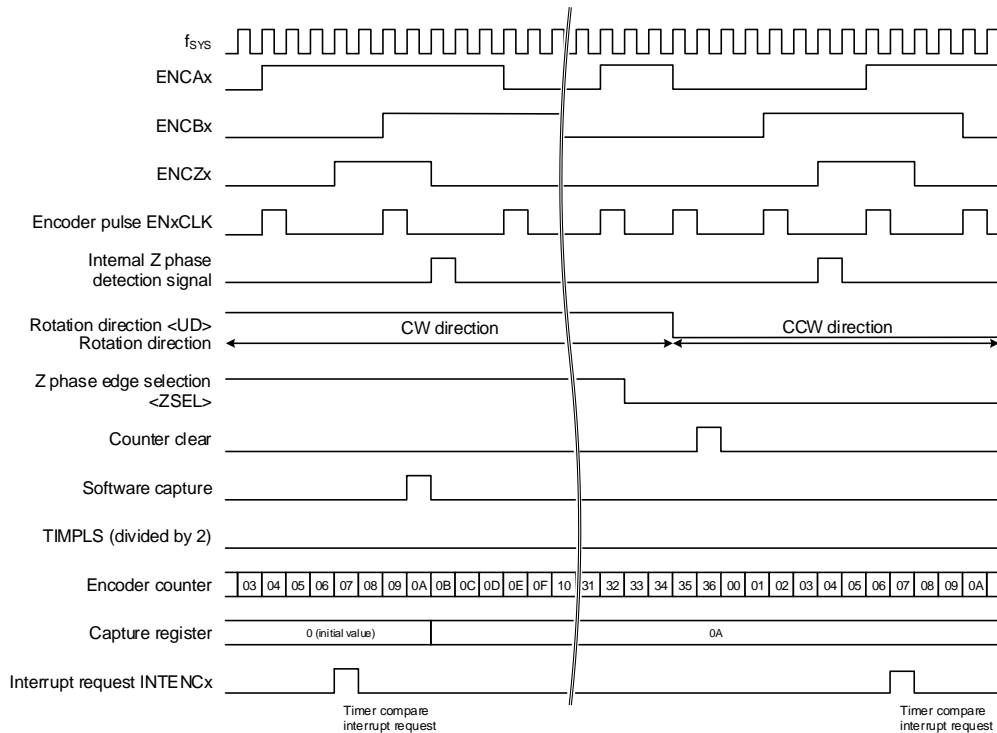 fSYS
ENCAx
ENCBx
ENCZx
Encoder pulse ENxCLK
Internal Z phase
detection signal
Rotation direction <UD>
Rotation direction
CW direction
CCW direction
Z phase edge selection
<ZSEL>
Counter clear
Software capture
TIMPLS (divided by 2)
Encoder counter
03 04 05 06 07 08 09 0A 0B 0C 0D 0E 0F 10 31 32 33 34 35 36 00 01 02 03 04 05 06 07 08 09 0A
Capture register
0 (initial value)
0A
Interrupt request INTENCx
Timer compare
interrupt request
Timer compare
interrupt request